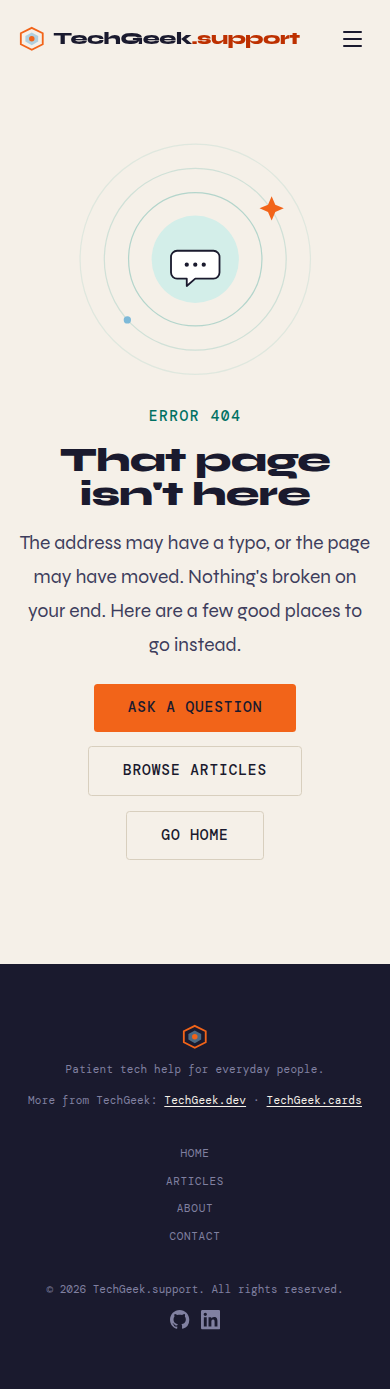 TechGeek.support
ERROR 404
That page
isn't here
The address may have a typo, or the page
may have moved. Nothing's broken on
your end. Here are a few good places to
go instead.
ASK A QUESTION
BROWSE ARTICLES
GO HOME
Patient tech help for everyday people.
More from TechGeek: TechGeek.dev · TechGeek.cards
HOME
ARTICLES
ABOUT
CONTACT
© 2026 TechGeek.support. All rights reserved.